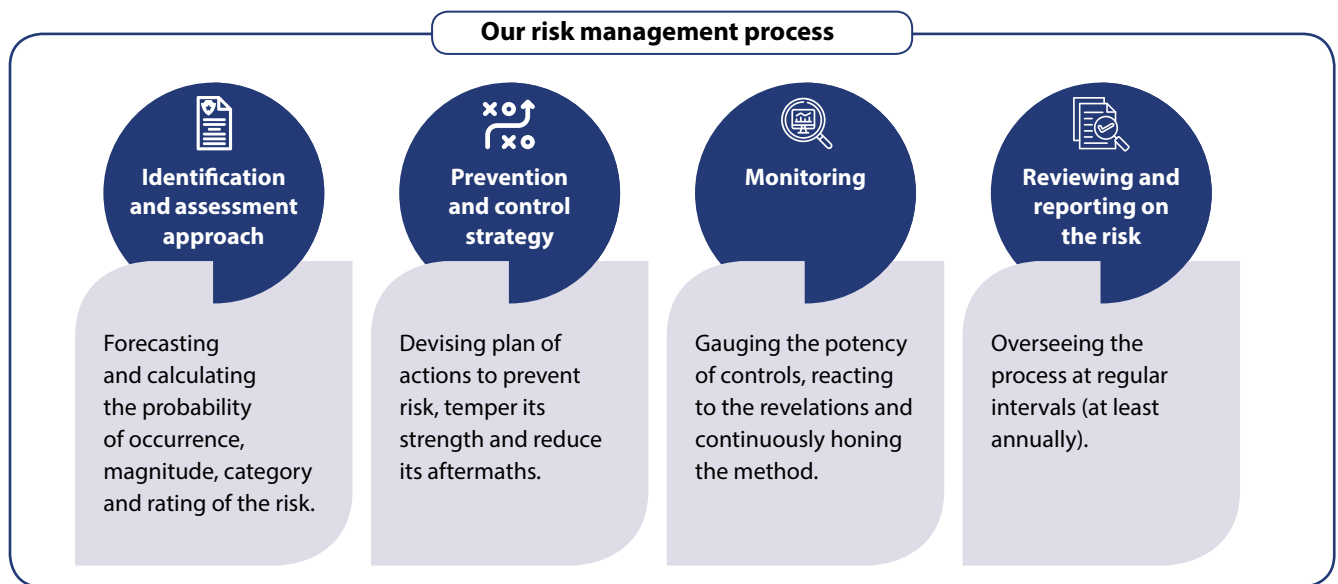 Our risk management process
Identification
and assessment
approach
Forecasting
and calculating
the probability
of occurrence,
magnitude, category
and rating of the risk.
Prevention
and control
strategy
Devising plan of
actions to prevent
risk, temper its
strength and reduce
its aftermaths.
Monitoring
Gauging the potency
of controls, reacting
to the revelations and
continuously honing
the method.
Reviewing and
reporting on
the risk
Overseeing the
process at regular
intervals (at least
annually).